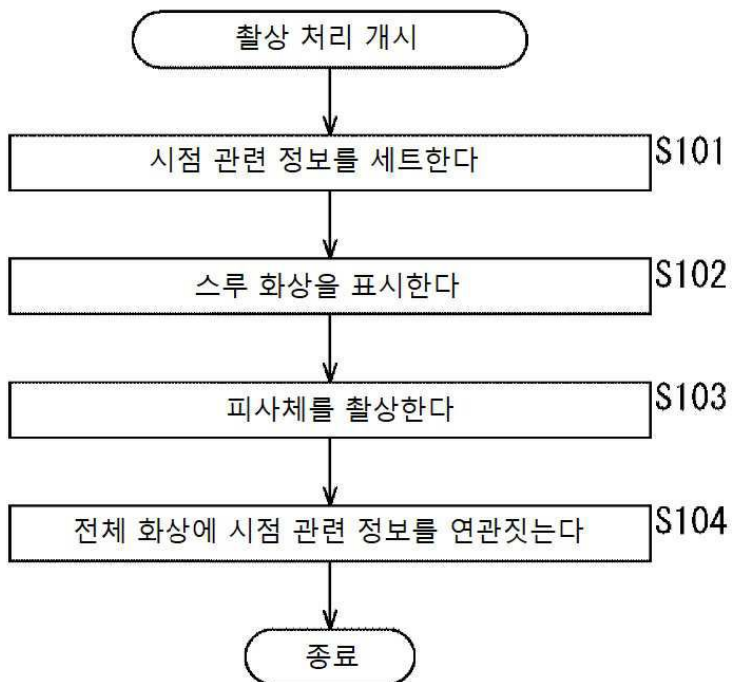 촬상 처리 개시
시점 관련 정보를 세트한다
S101
스루 화상을 표시한다
S102
피사체를 촬상한다
S103
전체 화상에 시점 관련 정보를 연관짓는다
S104
종료